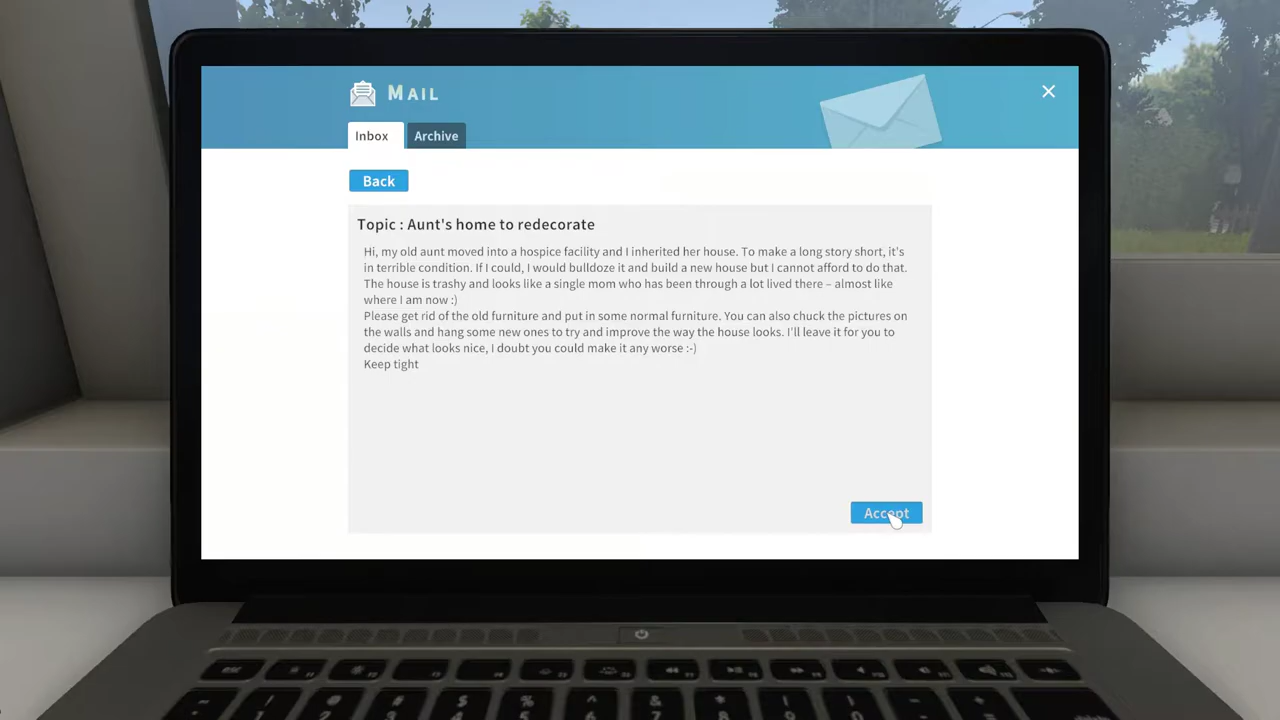 MAIL
Inbox
Archive
Back
Topic : Aunt's home to redecorate
Hi, my old aunt moved into a hospice facility and I inherited her house. To make a long story short, it's
in terrible condition. If I could, I would bulldoze it and build a new house but I cannot afford to do that.
The house is trashy and looks like a single mom who has been through a lot lived there – almost like
where I am now :)
Please get rid of the old furniture and put in some normal furniture. You can also chuck the pictures on
the walls and hang some new ones to try and improve the way the house looks. I'll leave it for you to
decide what looks nice, I doubt you could make it any worse :-)
Keep tight
Accept